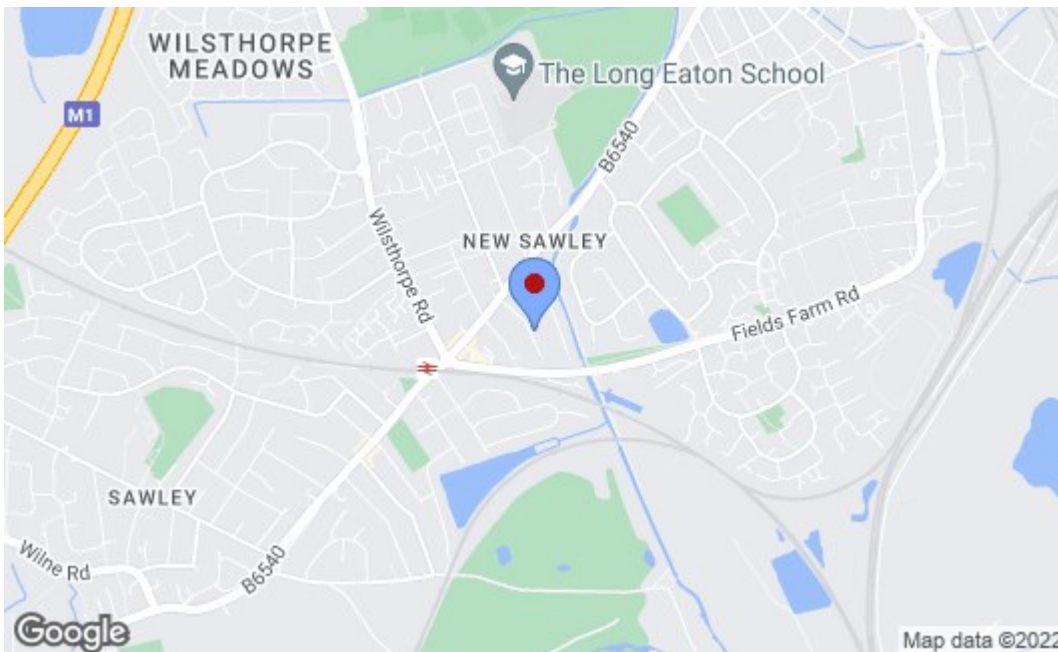 WILSTHORPE
MEADOWS
The Long Eaton School
M1
B6540
Wilsthorpe Rd
NEW SAWLEY
Fields Farm Rd
SAWLEY
Wilne Rd
B6540
Google
Map data ©2022